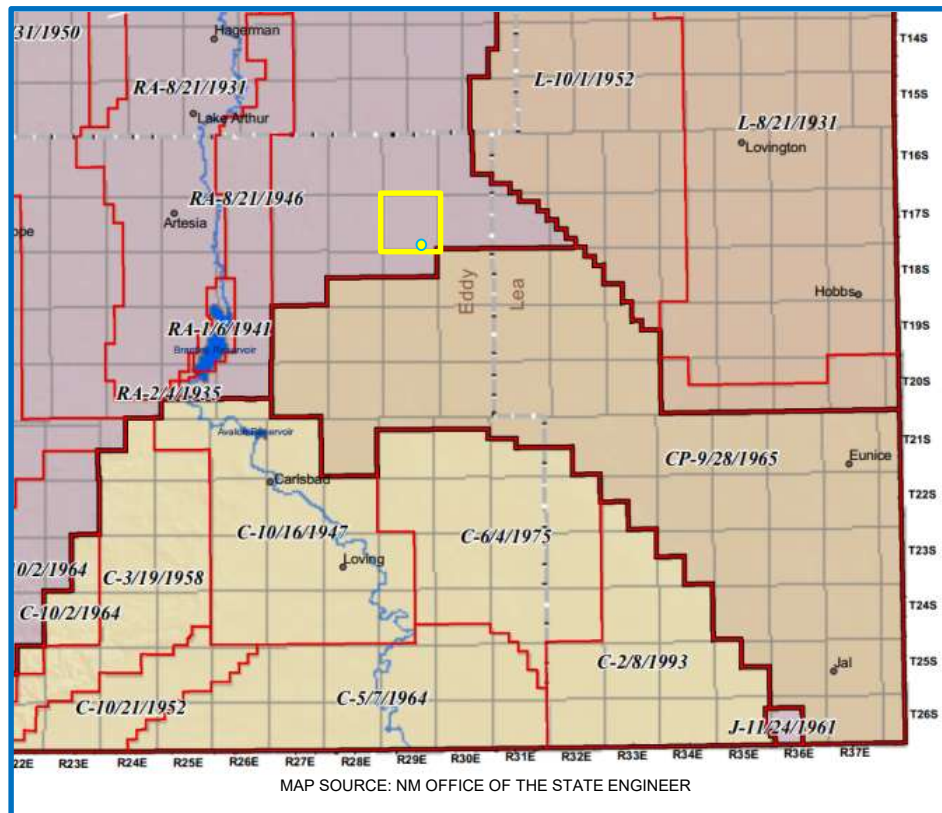 31/1950
Hagerman
T14S
RA-8/21/1931
L-10/1/1952
T15S
Lake Arthur
L-8/21/1931
Lovington
T16S
RA-8/21/1946
T17S
Artesia
ope
T18S
Eddy
Lea
Hobbs
T19S
RA-1/6/1941
Brantley Reservoir
T20S
RA-2/4/1935
T21S
Avalon Reservoir
Eunice
CP-9/28/1965
Carlsbad
T22S
C-10/16/1947
C-6/4/1975
T23S
Loving
10/2/1964
C-3/19/1958
T24S
C-10/2/1964
C-2/8/1993
Jal
T25S
C-5/7/1964
C-10/21/1952
T26S
J-11/24/1961
22E R23E R24E R25E R26E R27E R28E R29E R30E R31E R32E R33E R34E R35E R36E R37E
MAP SOURCE: NM OFFICE OF THE STATE ENGINEER